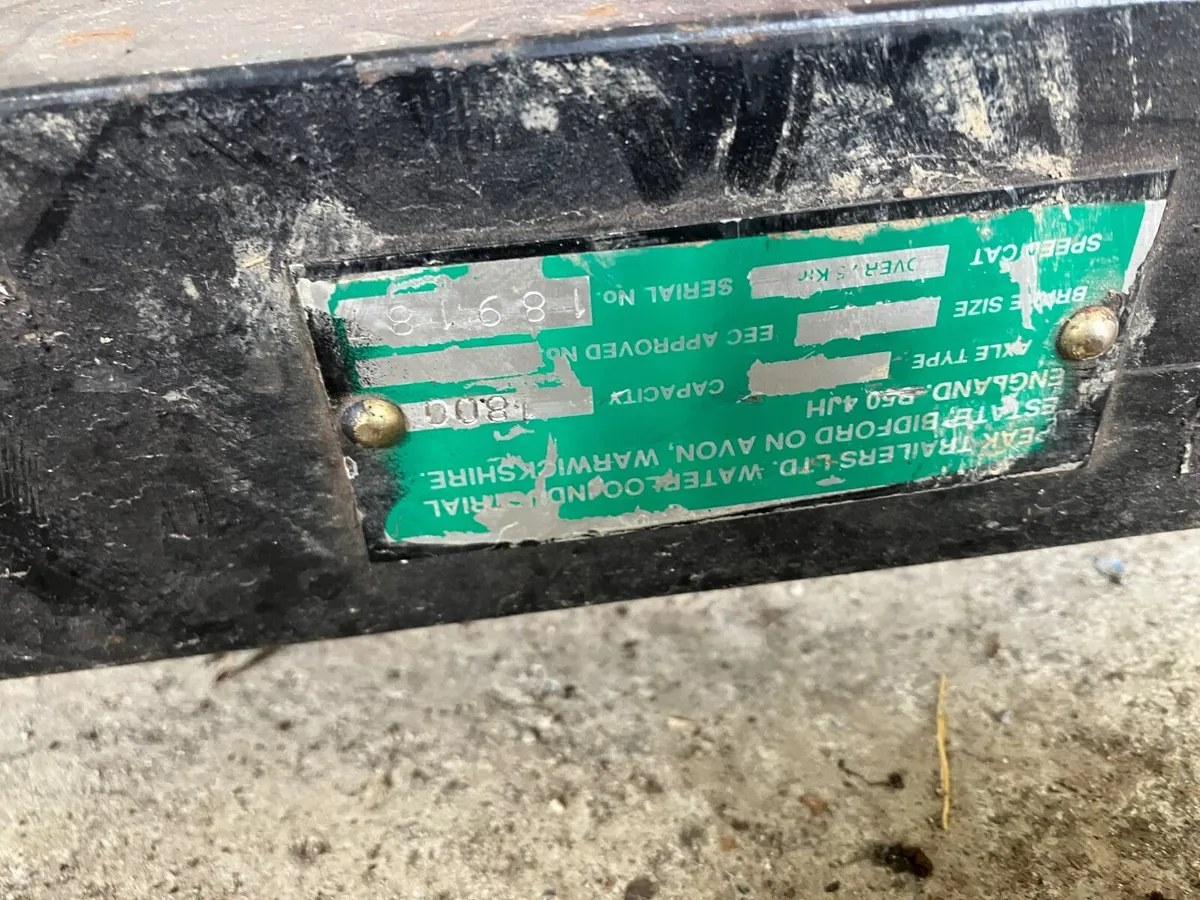 PEAK TRAILERS LTD. WATERLOO INDUSTRIAL
ESTATE, BIDFORD ON AVON, WARWICKSHIRE.
ENGLAND. B50 4JH
AXLE TYPE CAPACITY 1800
BRAKE SIZE EEC APPROVED No
SPEED/CAT OVER SERIAL No.